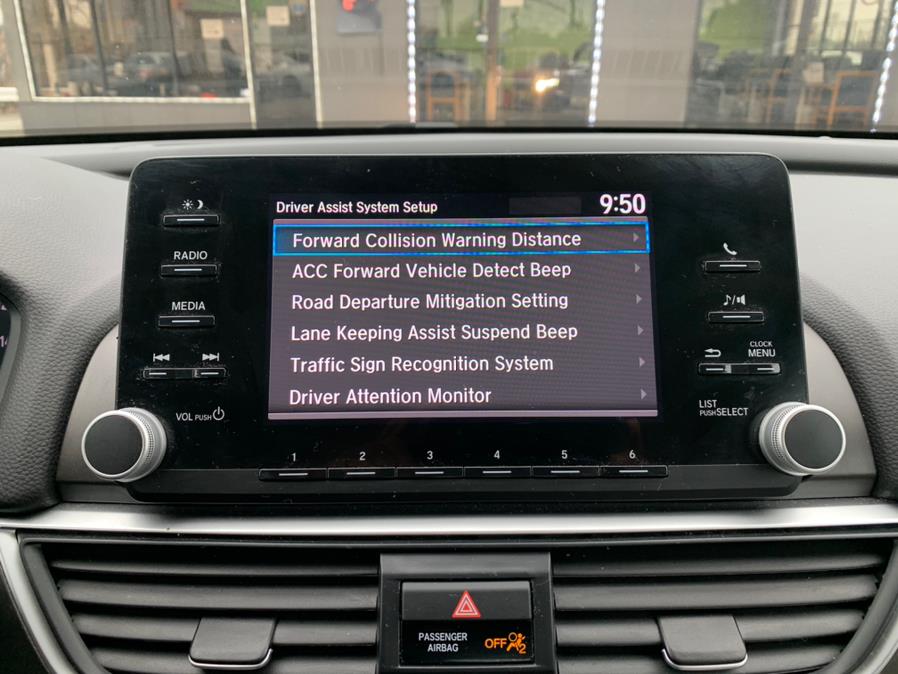 Driver Assist System Setup 9:50
Forward Collision Warning Distance
ACC Forward Vehicle Detect Beep
Road Departure Mitigation Setting
Lane Keeping Assist Suspend Beep
Traffic Sign Recognition System
Driver Attention Monitor
RADIO
MEDIA
VOL PUSH
CLOCK
MENU
LIST
PUSH SELECT
1 2 3 4 5 6
PASSENGER
AIRBAG
OFF 2
14